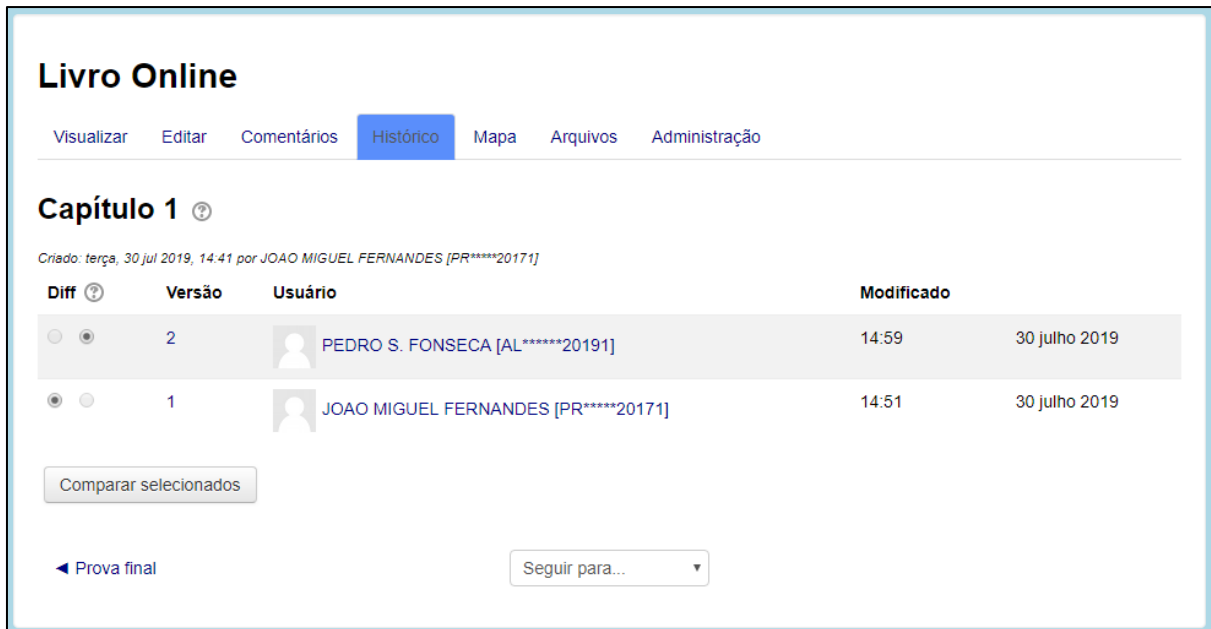 Livro Online
Visualizar Editar Comentários Histórico Mapa Arquivos Administração
Capítulo 1
Criado: terça, 30 jul 2019, 14:41 por JOAO MIGUEL FERNANDES [PR*****20171]
Diff Versão Usuário Modificado
2 PEDRO S. FONSECA [AL******20191] 14:59 30 julho 2019
1 JOAO MIGUEL FERNANDES [PR*****20171] 14:51 30 julho 2019
Comparar selecionados
◄ Prova final Seguir para...